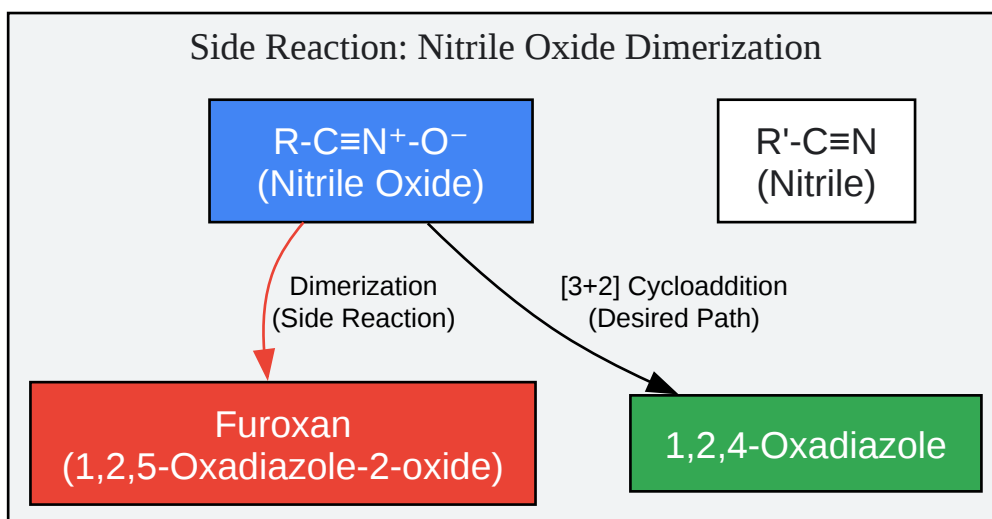 Side Reaction: Nitrile Oxide Dimerization
R-C≡N⁺-O⁻
(Nitrile Oxide)
R'-C≡N
(Nitrile)
Dimerization
(Side Reaction)
[3+2] Cycloaddition
(Desired Path)
Furoxan
(1,2,5-Oxadiazole-2-oxide)
1,2,4-Oxadiazole